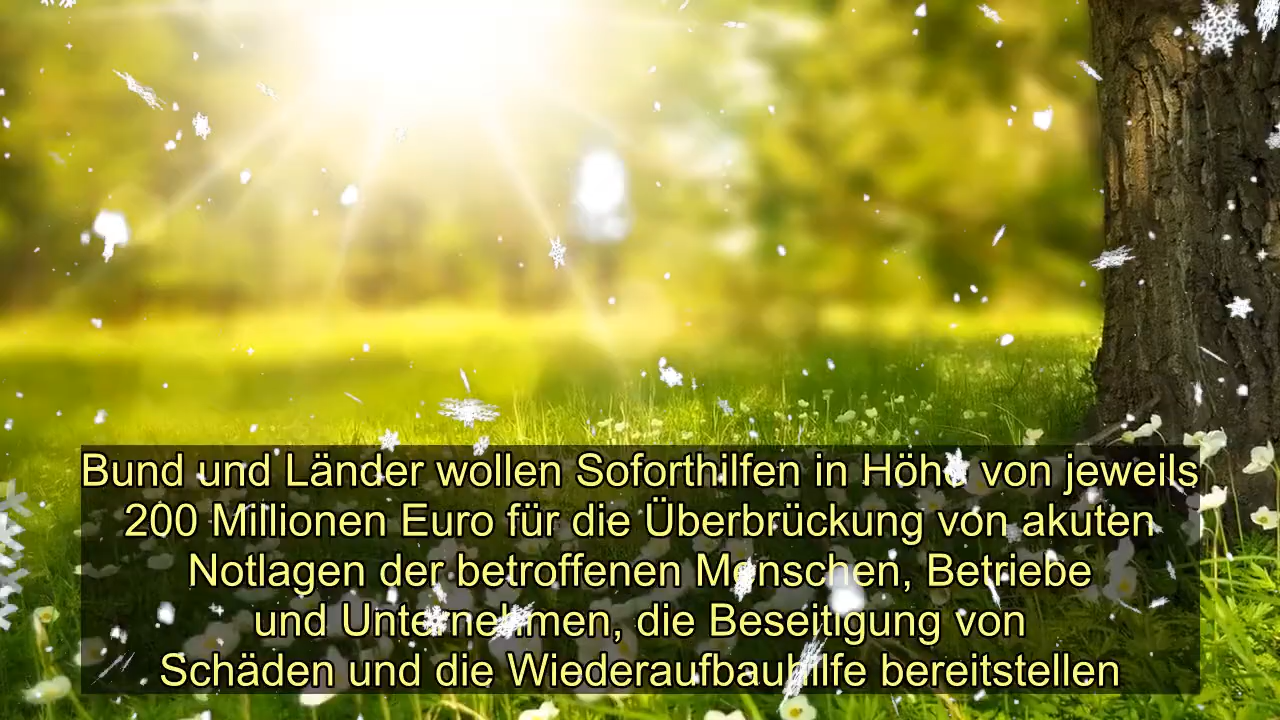 Bund und Länder wollen Soforthilfen in Höhe von jeweils
200 Millionen Euro für die Überbrückung von akuten
Notlagen der betroffenen Menschen, Betriebe
und Unternehmen, die Beseitigung von
Schäden und die Wiederaufbauhilfe bereitstellen